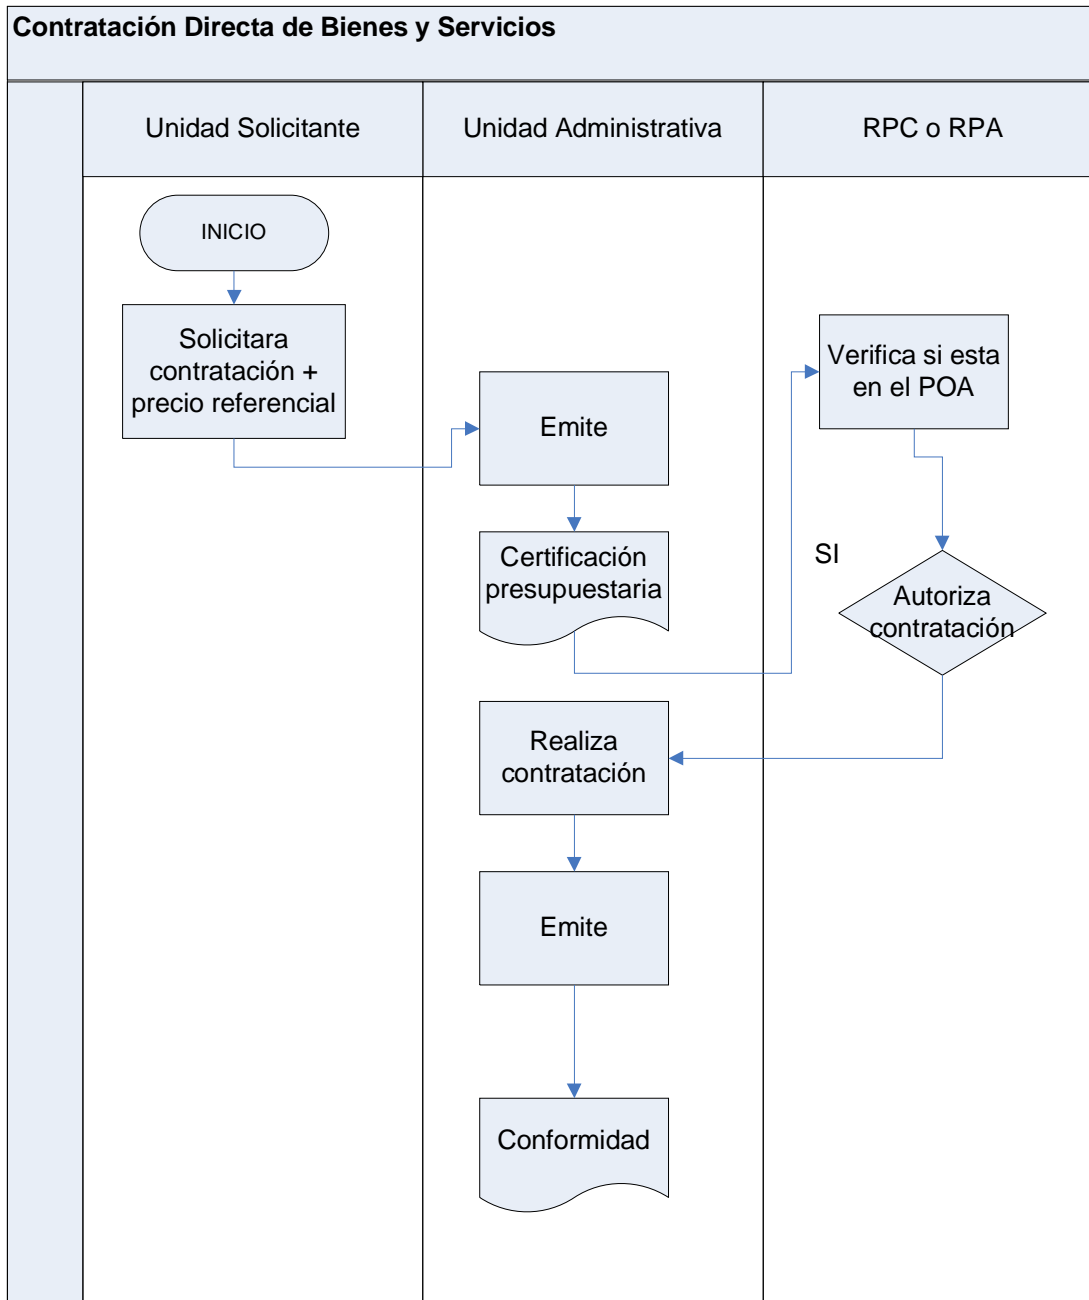 Contratación Directa de Bienes y Servicios
Unidad Solicitante
Unidad Administrativa
RPC o RPA
INICIO
Solicitara
contratación +
precio referencial
Emite
Certificación
presupuestaria
Verifica si esta
en el POA
SI
Autoriza
contratación
Realiza
contratación
Emite
Conformidad